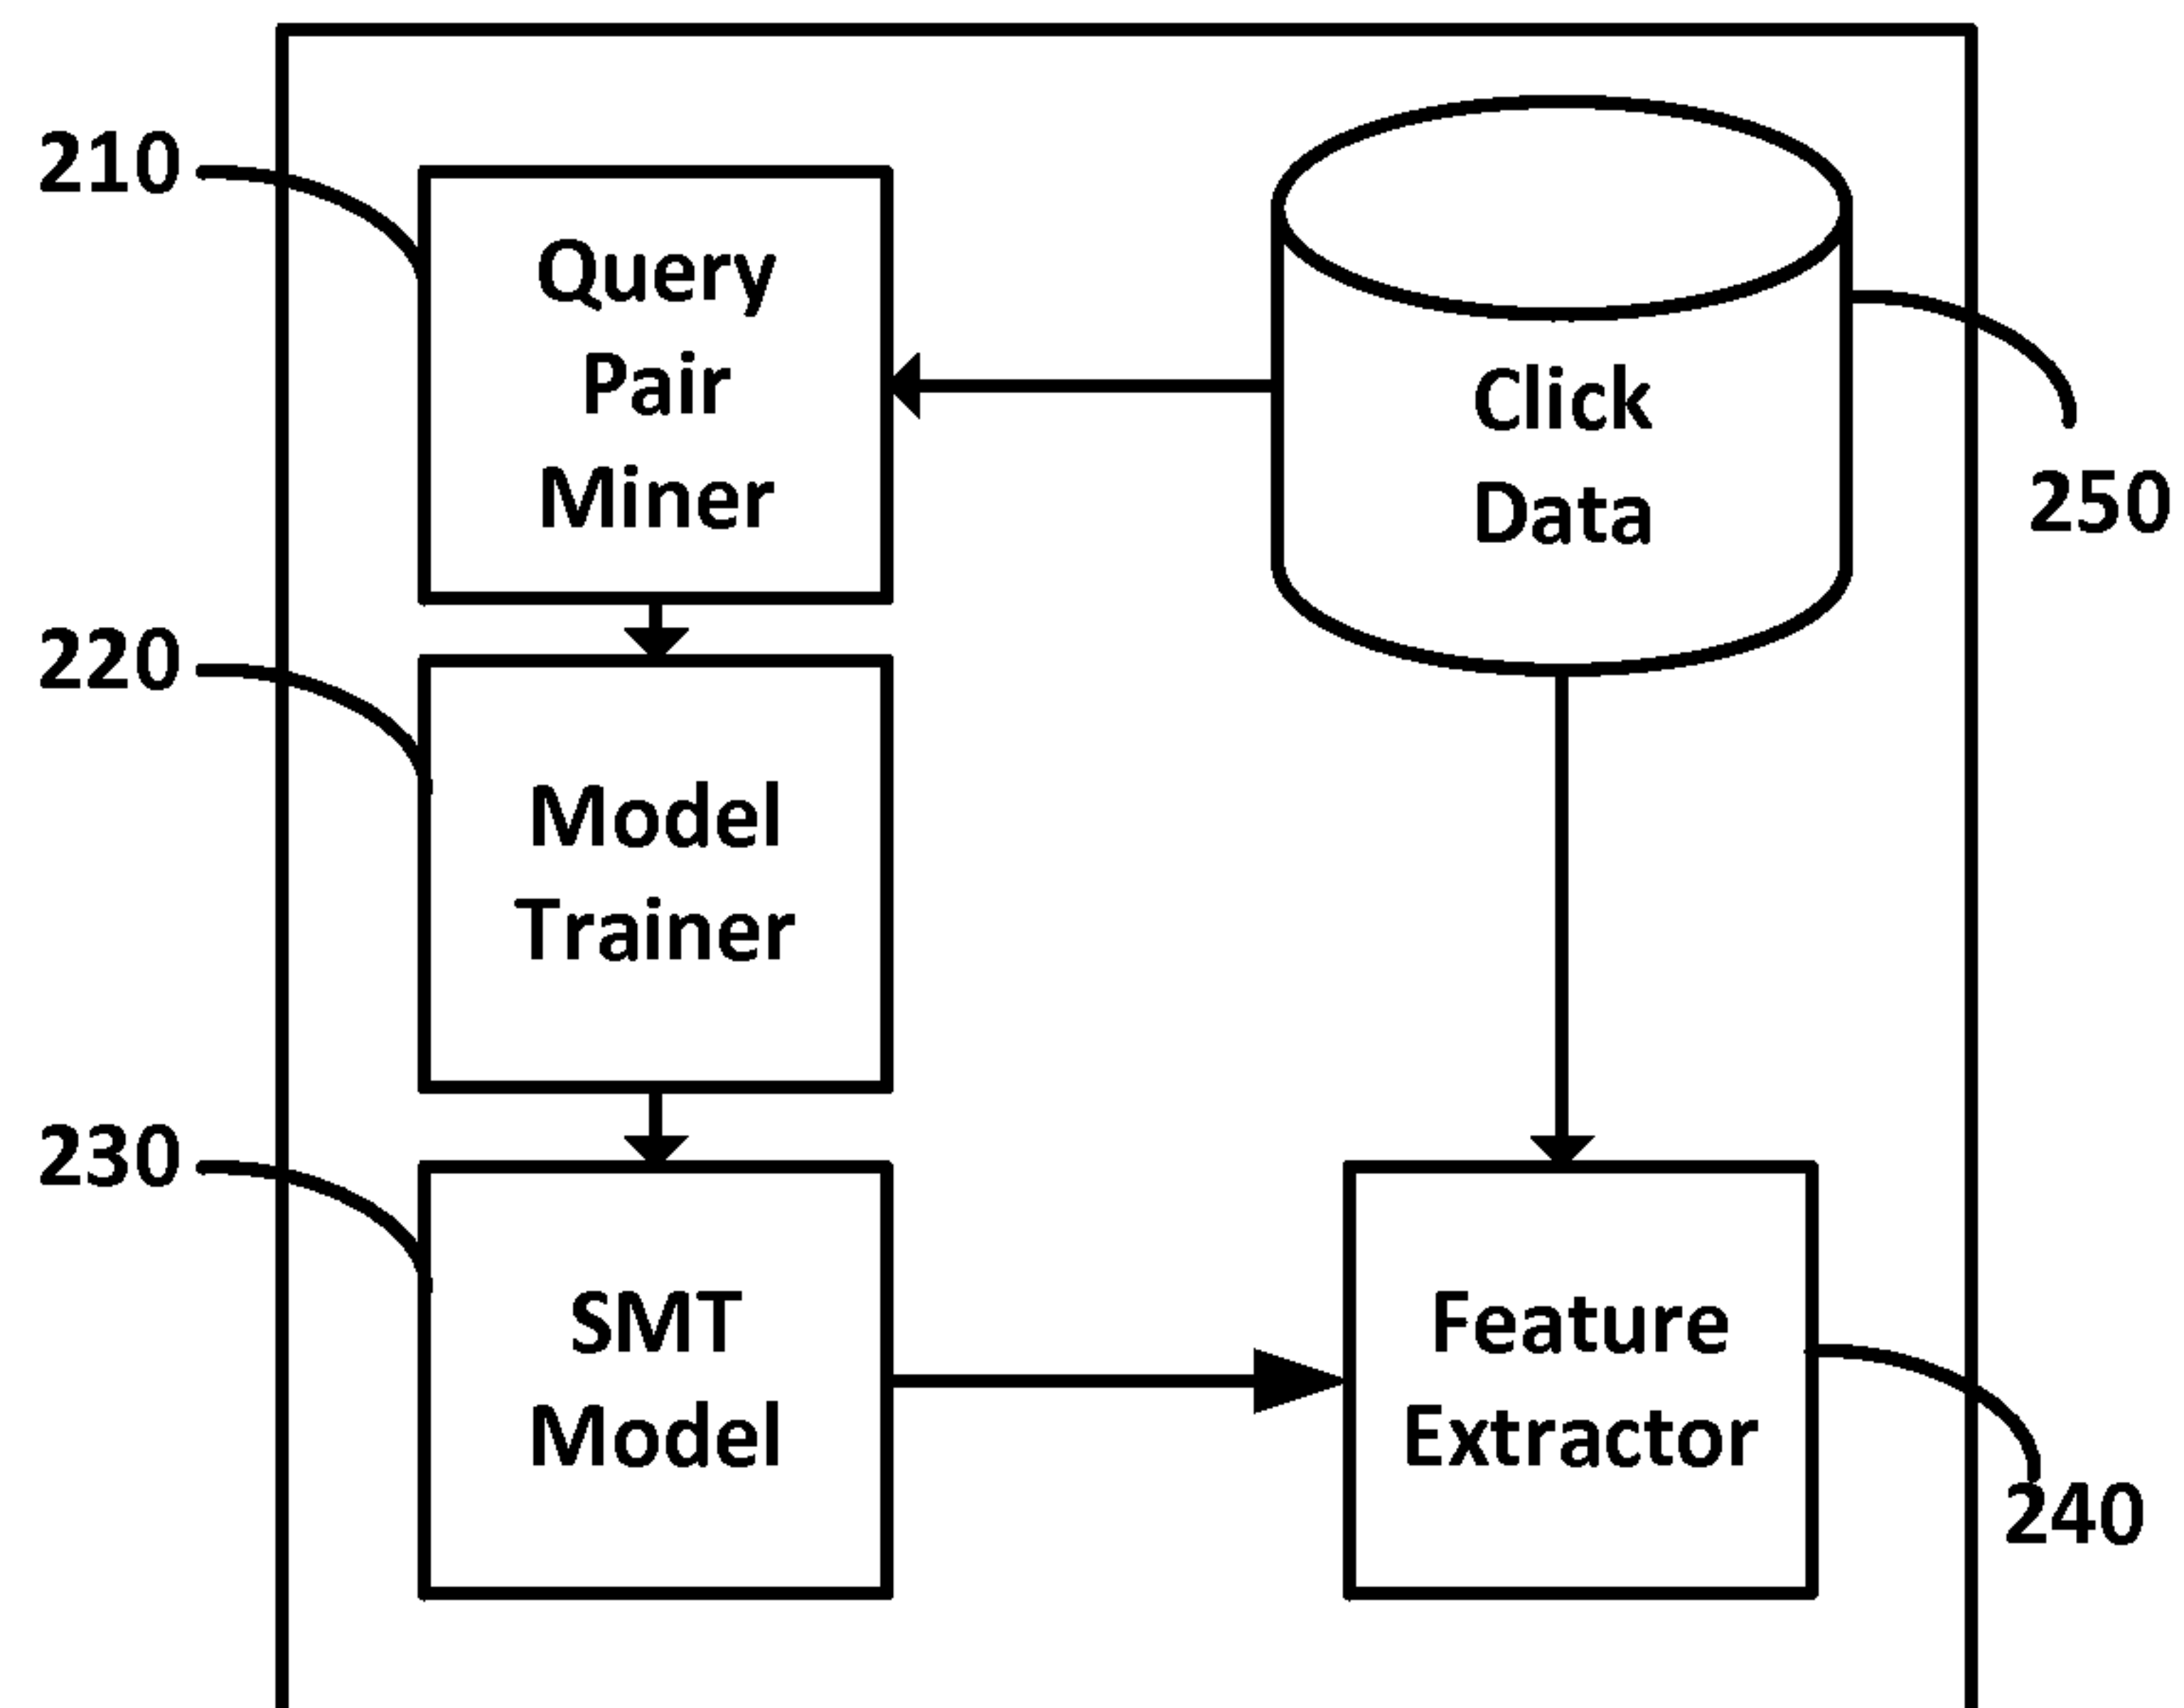 210
Query
Pair
Miner
Click
Data
250
220
Model
Trainer
230
SMT
Model
Feature
Extractor
240